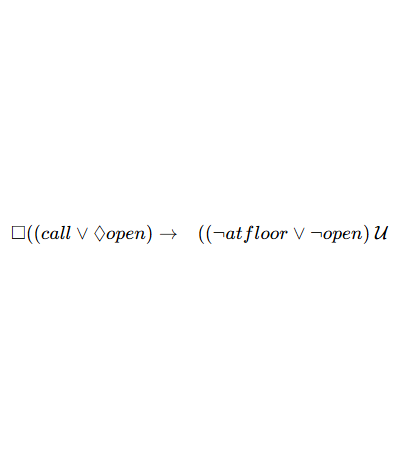 □((call ∨ ◊open) → ((¬atfloor ∨ ¬open) 𝒰